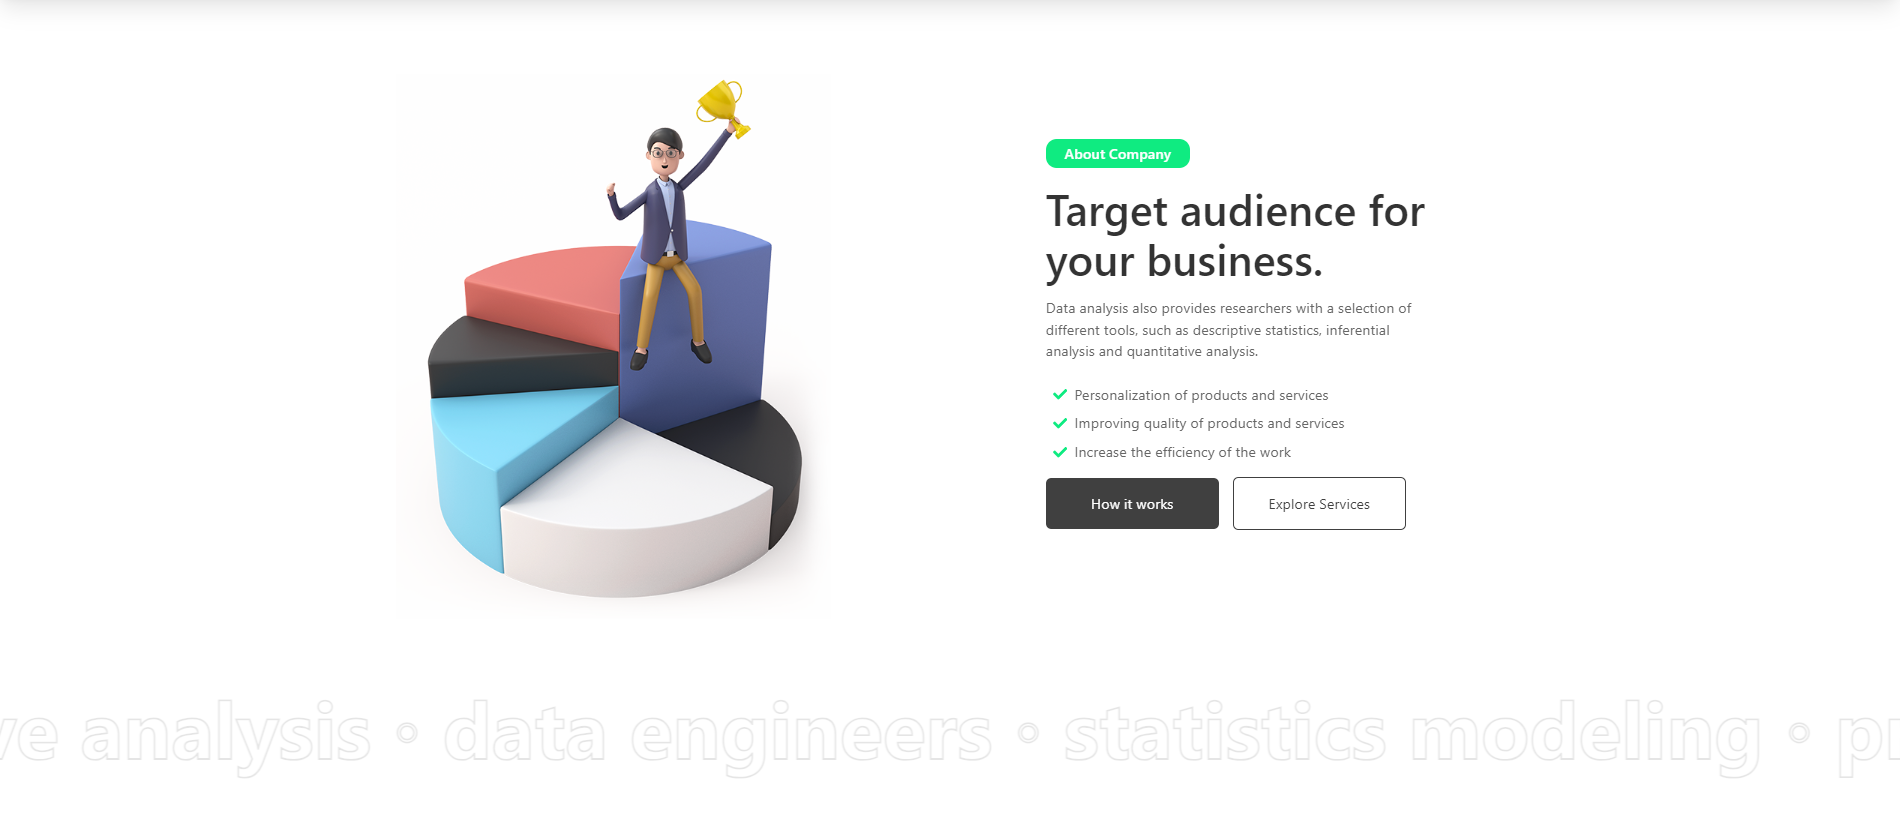 About Company
Target audience for
your business.
Data analysis also provides researchers with a selection of
different tools, such as descriptive statistics, inferential
analysis and quantitative analysis.
Personalization of products and services
Improving quality of products and services
Increase the efficiency of the work
How it works
Explore Services
analysis • data engineers • statistics modeling •